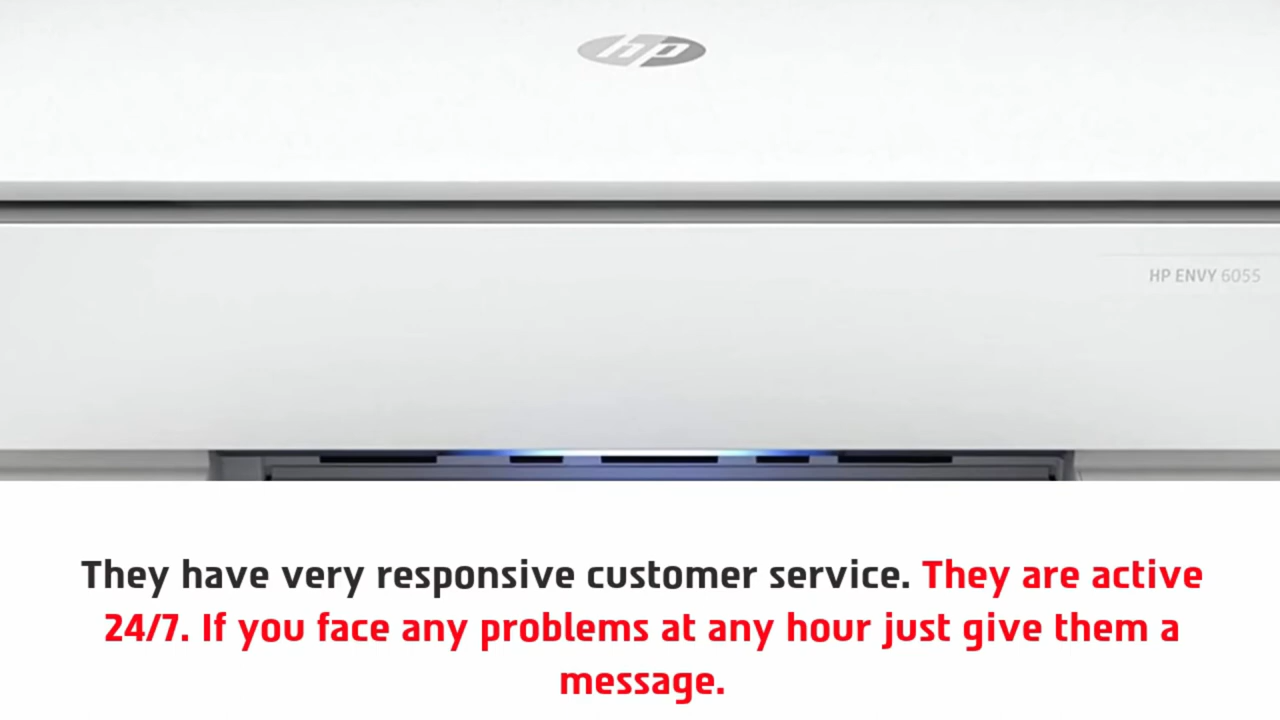 hp
HP ENVY 6055
They have very responsive customer service. They are active
24/7. If you face any problems at any hour just give them a
message.